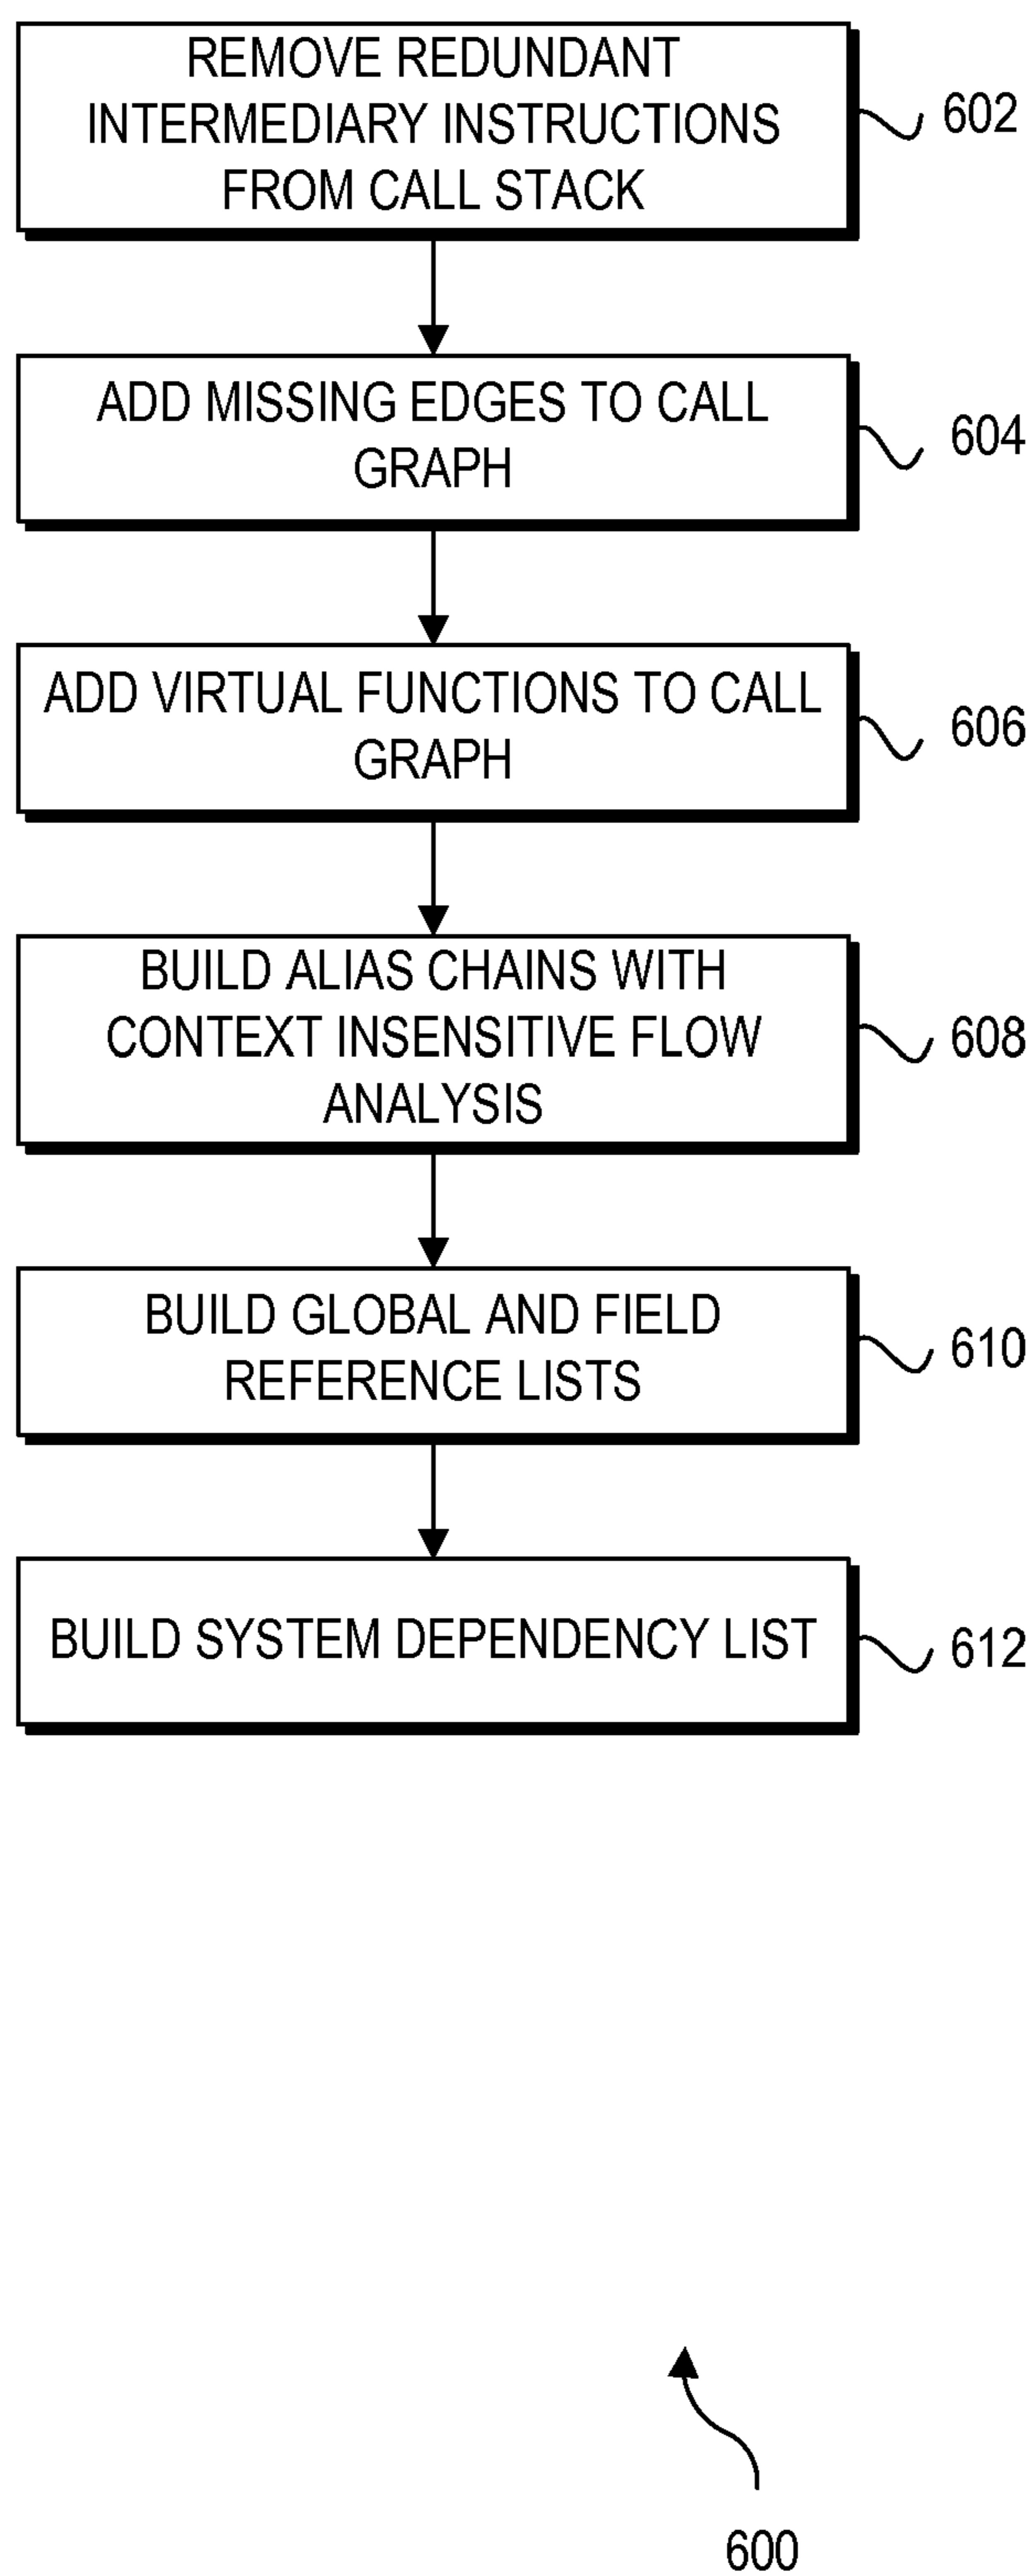 REMOVE REDUNDANT
INTERMEDIARY INSTRUCTIONS
FROM CALL STACK
602
ADD MISSING EDGES TO CALL
GRAPH
604
ADD VIRTUAL FUNCTIONS TO CALL
GRAPH
606
BUILD ALIAS CHAINS WITH
CONTEXT INSENSITIVE FLOW
ANALYSIS
608
BUILD GLOBAL AND FIELD
REFERENCE LISTS
610
BUILD SYSTEM DEPENDENCY LIST
612
600